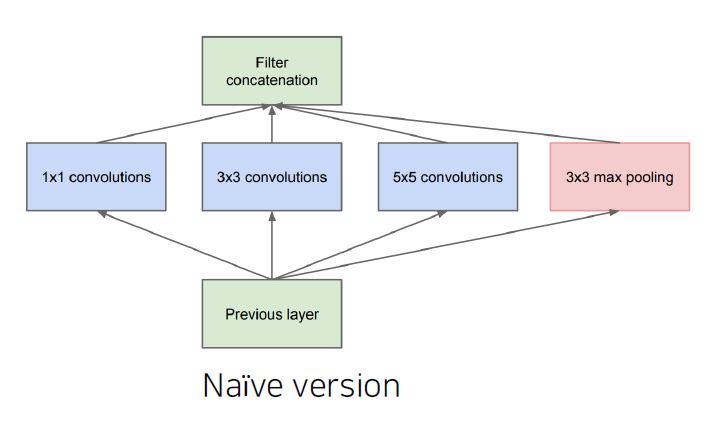 Filter
concatenation
1x1 convolutions
3x3 convolutions
5x5 convolutions
3x3 max pooling
Previous layer
Naïve version